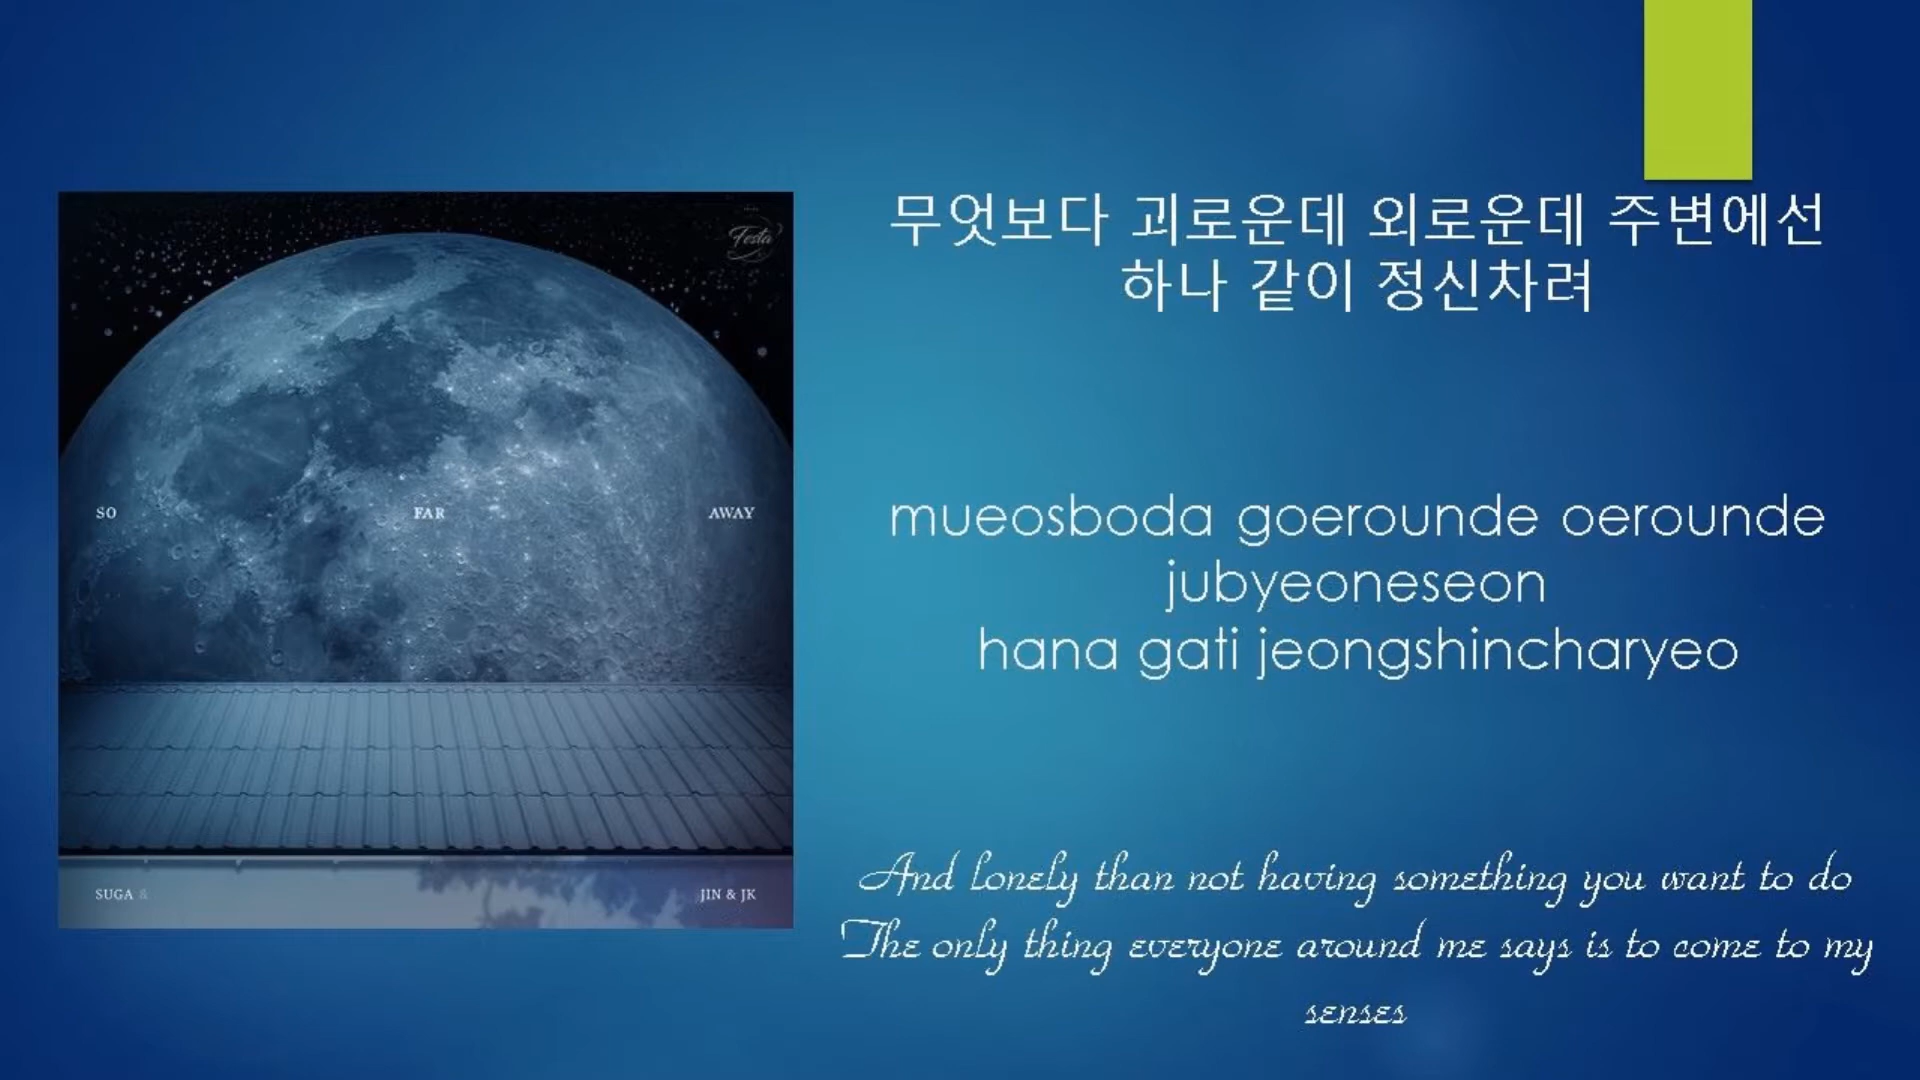 Festa
SO FAR AWAY
SUGA &
JIN & JK
무엇보다 괴로운데 외로운데 주변에선
하나 같이 정신차려
mueosboda goerounde oerounde
jubyeoneseon
hana gati jeongshincharyeo
And lonely than not having something you want to do
The only thing everyone around me says is to come to my
senses